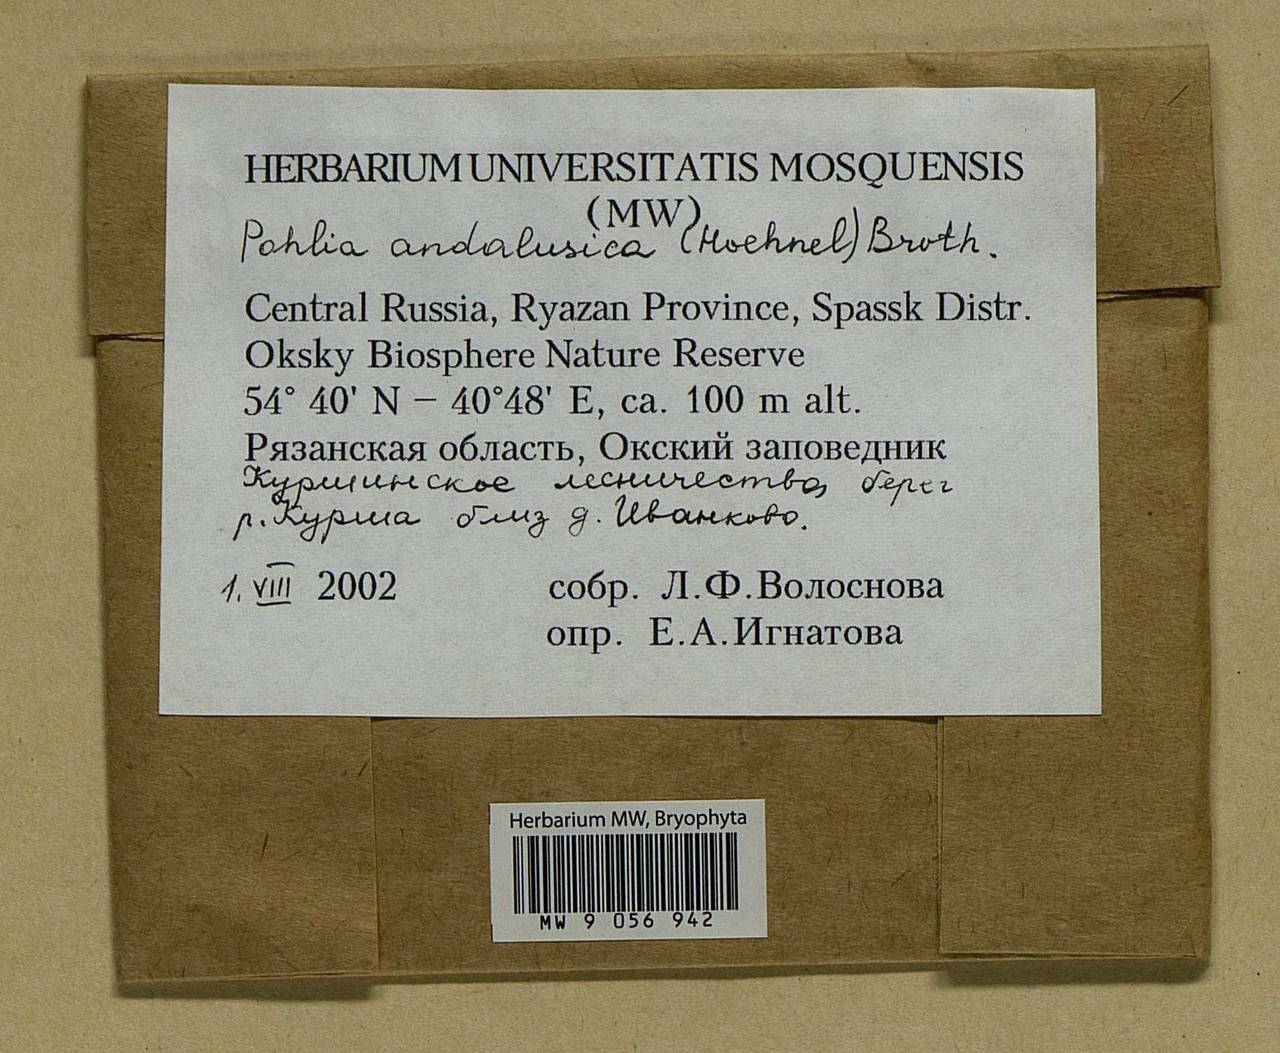 HERBARIUM UNIVERSITATIS MOSQUENSIS
(MW)
Pohlia andalusica (Hoehnel) Broth.
Central Russia, Ryazan Province, Spassk Distr.
Oksky Biosphere Nature Reserve
54° 40' N – 40°48' E, ca. 100 m alt.
Рязанская область, Окский заповедник
Куршинское лесничество, берег
р. Курша близ д. Иванково.
1. VIII 2002 собр. Л.Ф.Волоснова
опр. Е.А.Игнатова
Herbarium MW, Bryophyta
MW 9 056 942